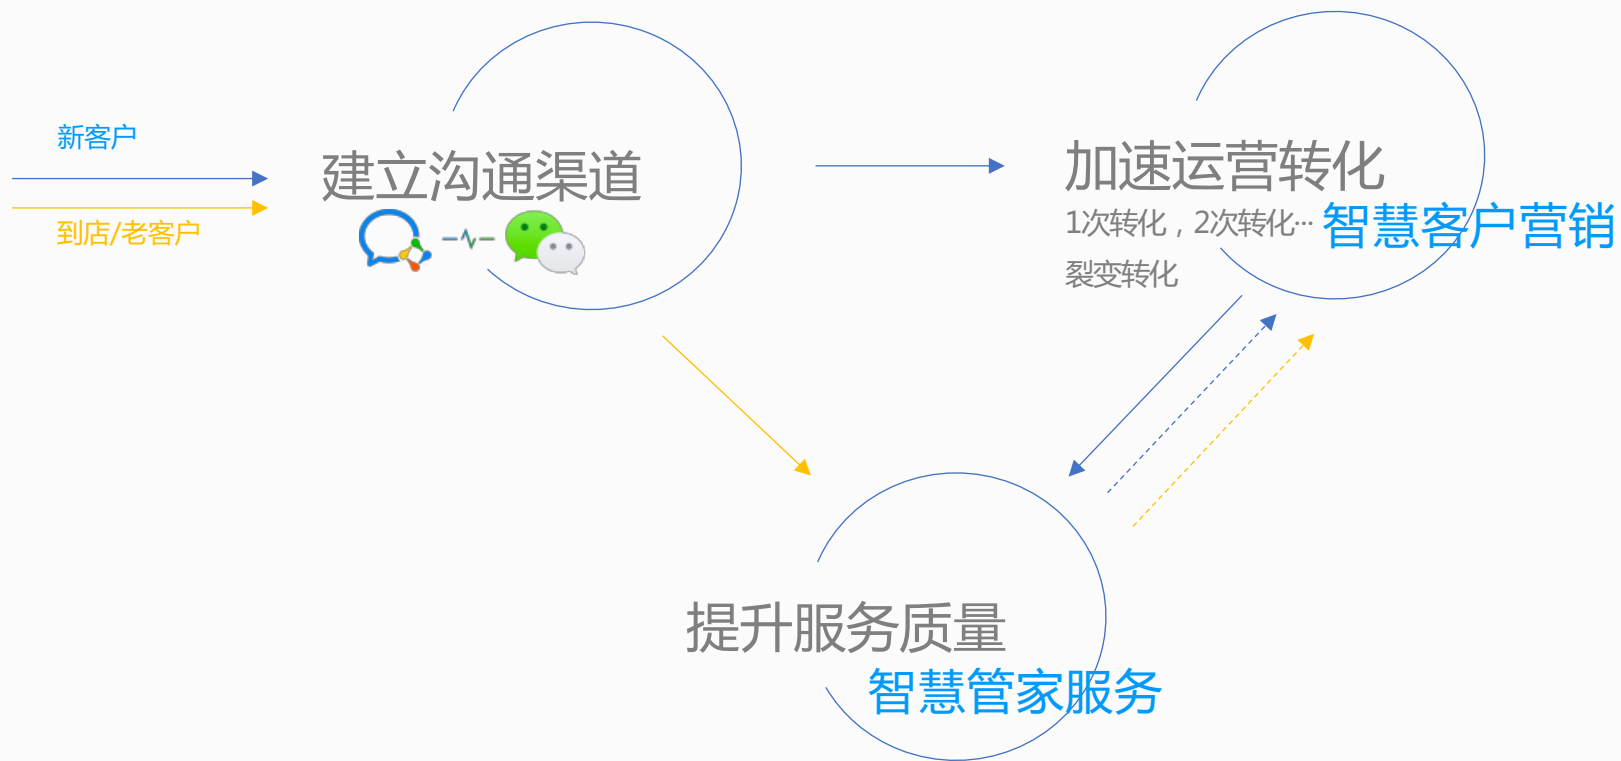 新客户
到店/老客户
建立沟通渠道
加速运营转化
1次转化，2次转化…
裂变转化
智慧客户营销
提升服务质量
智慧管家服务